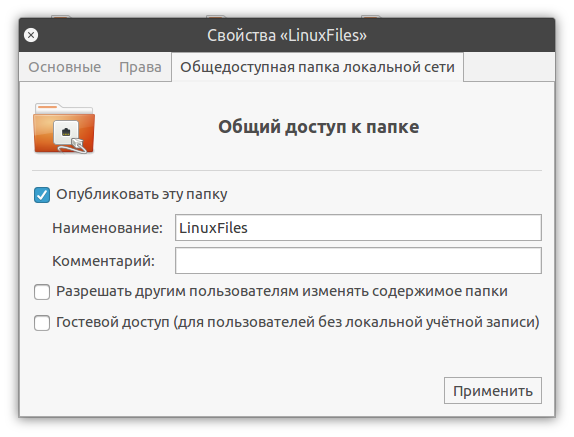 Свойства «LinuxFiles»
Основные Права Общедоступная папка локальной сети
Общий доступ к папке
Опубликовать эту папку
Наименование: LinuxFiles
Комментарий:
Разрешать другим пользователям изменять содержимое папки
Гостевой доступ (для пользователей без локальной учётной записи)
Применить